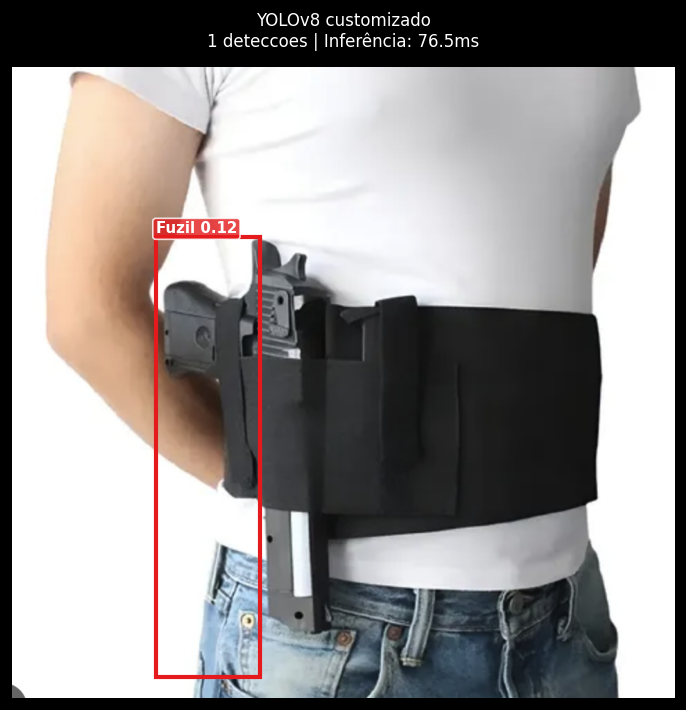 YOLOv8 customizado
1 deteccoes | Inferência: 76.5ms
Fuzil 0.12